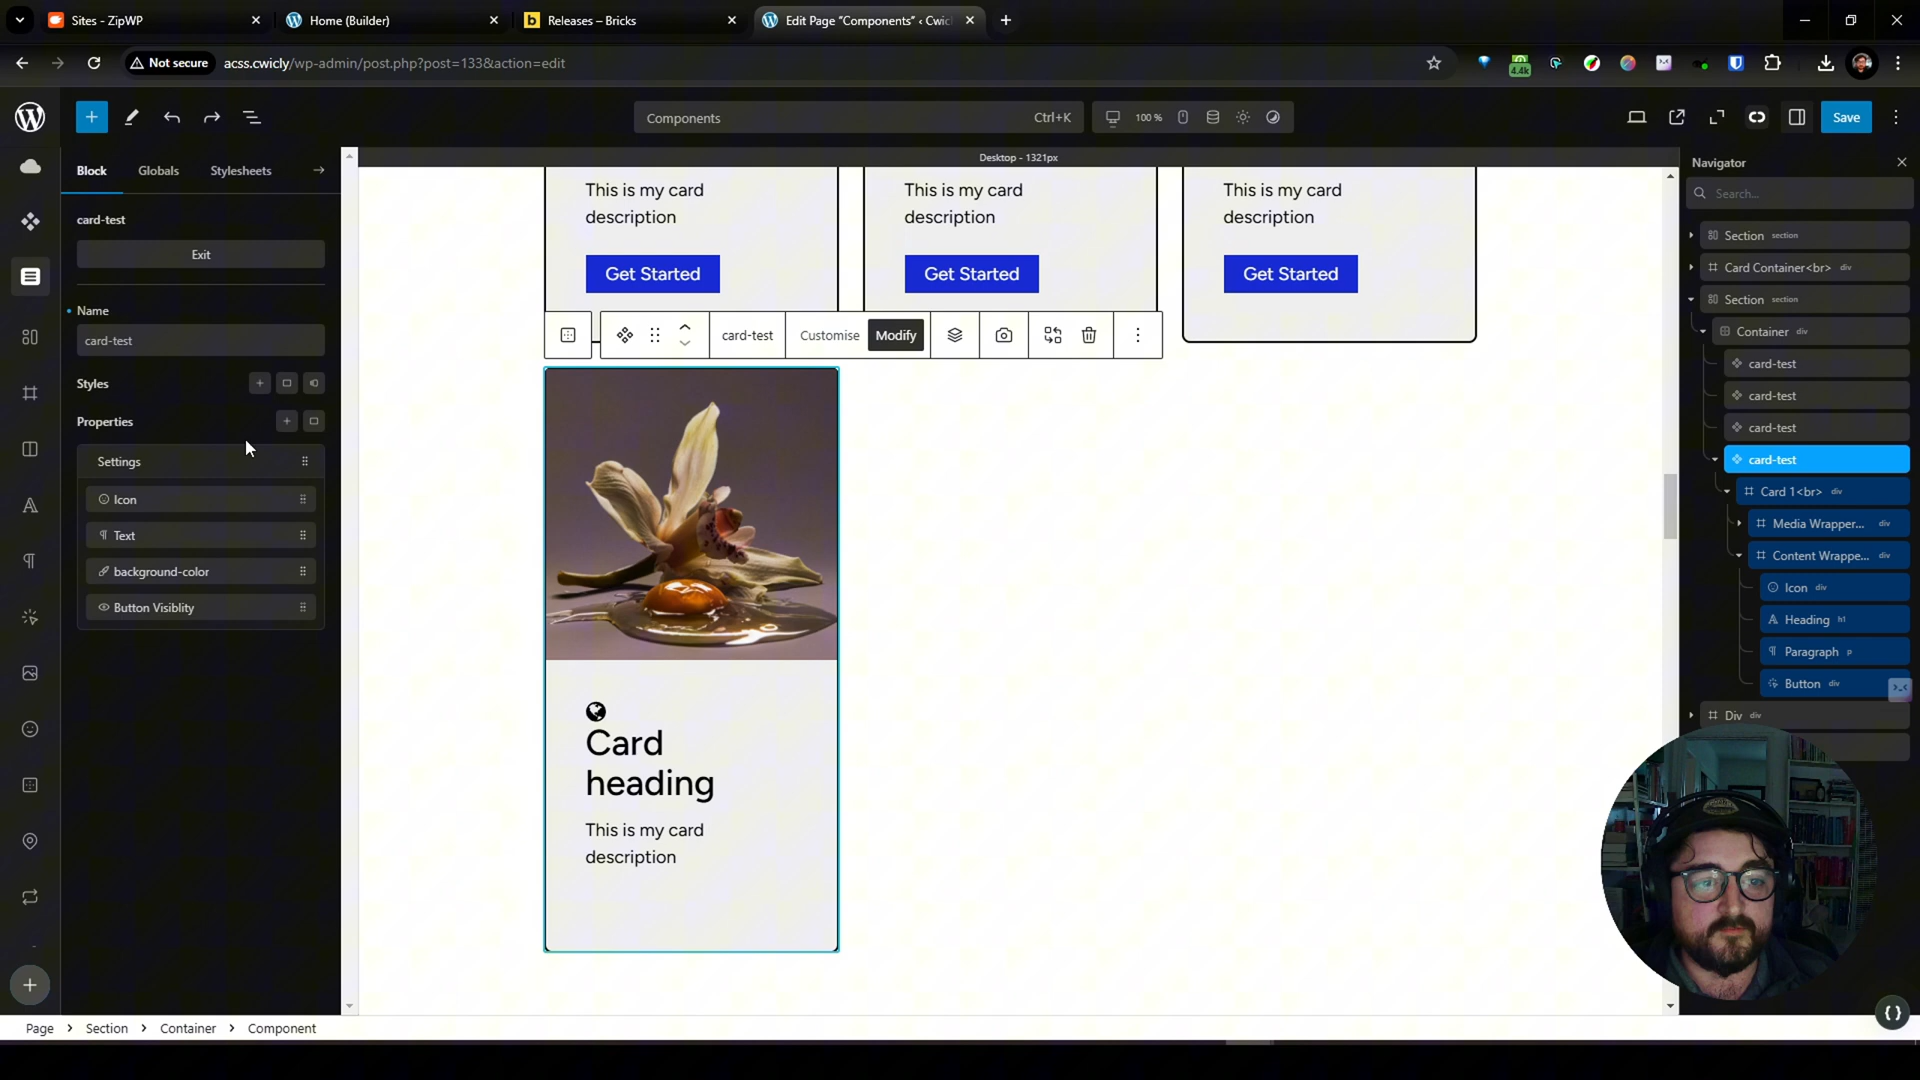 Sites - ZipWP
Home (Builder)
Releases – Bricks
Edit Page “Components” ‹ Cwicl
Not secure
acss.cwicly/wp-admin/post.php?post=133&action=edit
4.4k
Components
Ctrl+K
100 %
Save
Block
Globals
Stylesheets
card-test
Exit
Name
card-test
Styles
Properties
Settings
Icon
Text
background-color
Button Visiblity
Desktop - 1321px
This is my card
description
Get Started
This is my card
description
Get Started
This is my card
description
Get Started
card-test
Customise
Modify
Card
heading
This is my card
description
Navigator
Search...
Section section
Card Container<br> div
Section section
Container div
card-test
card-test
card-test
card-test
Card 1<br> div
Media Wrapper... div
Content Wrappe... div
Icon div
Heading h1
Paragraph p
Button div
Div div
Page
Section
Container
Component